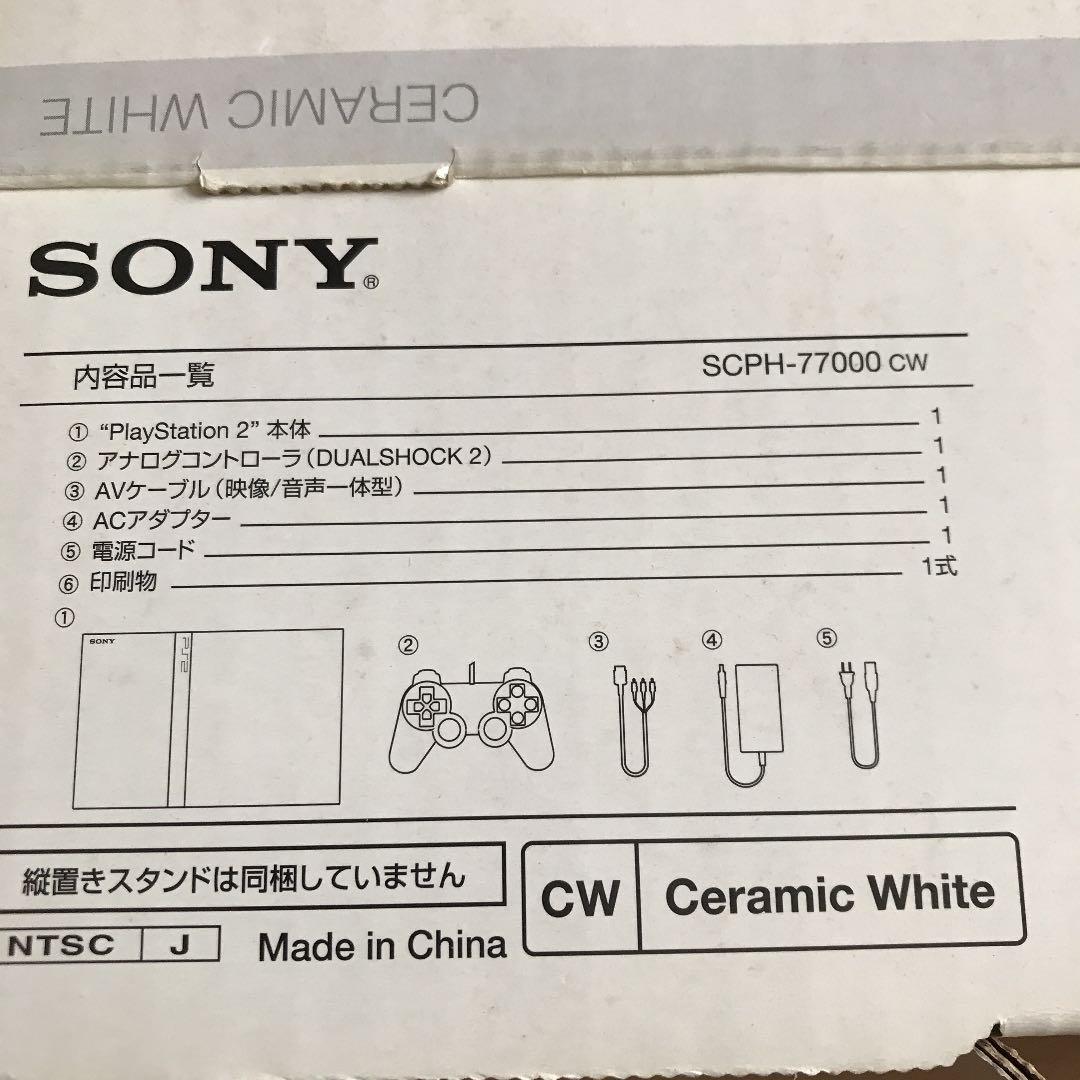 CERAMIC WHITE
SONY®
内容品一覧 SCPH-77000 CW
① “PlayStation 2” 本体 1
② アナログコントローラ(DUALSHOCK 2) 1
③ AVケーブル(映像/音声一体型) 1
④ ACアダプター 1
⑤ 電源コード 1
⑥ 印刷物 1式
① ② ③ ④ ⑤
SONY
PS2
縦置きスタンドは同梱していません
CW Ceramic White
NTSC J Made in China